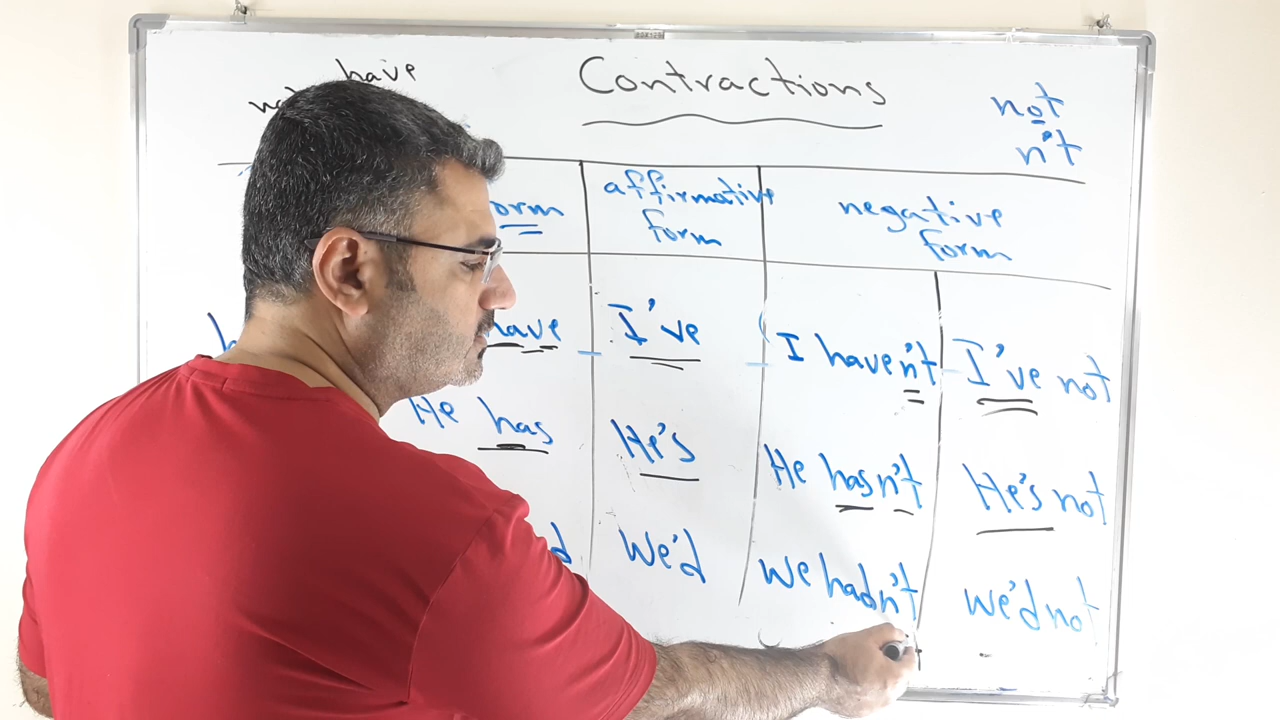 have
Contractions
not
n't
form
affirmative
form
negative
form
have
I've
I haven't
I've not
He has
He's
He hasn't
He's not
We'd
We hadn't
We'd not